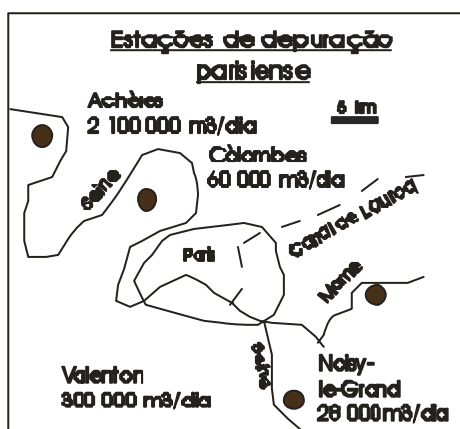 Estações de depuração
parisiense
Achères
2 100 000 m3/dia
5 km
Còlombes
60 000 m3/dia
Seine
Canal de Lourcq
Paris
Marne
Seine
Valenton
300 000 m3/dia
Noisy-
le-Grand
28 000m3/dia